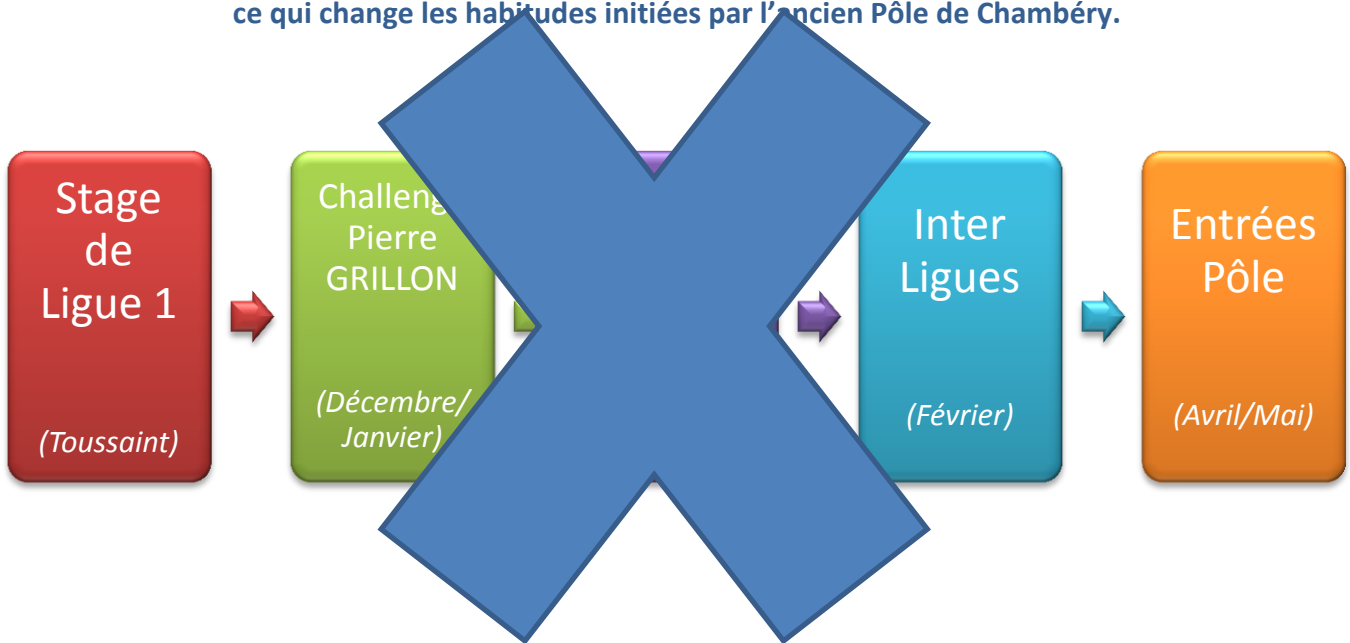 ce qui change les habitudes initiées par l'ancien Pôle de Chambéry.
Stage
de
Ligue 1
(Toussaint)
Challenge
Pierre
GRILLON
(Décembre/
Janvier)
Inter
Ligues
(Février)
Entrées
Pôle
(Avril/Mai)